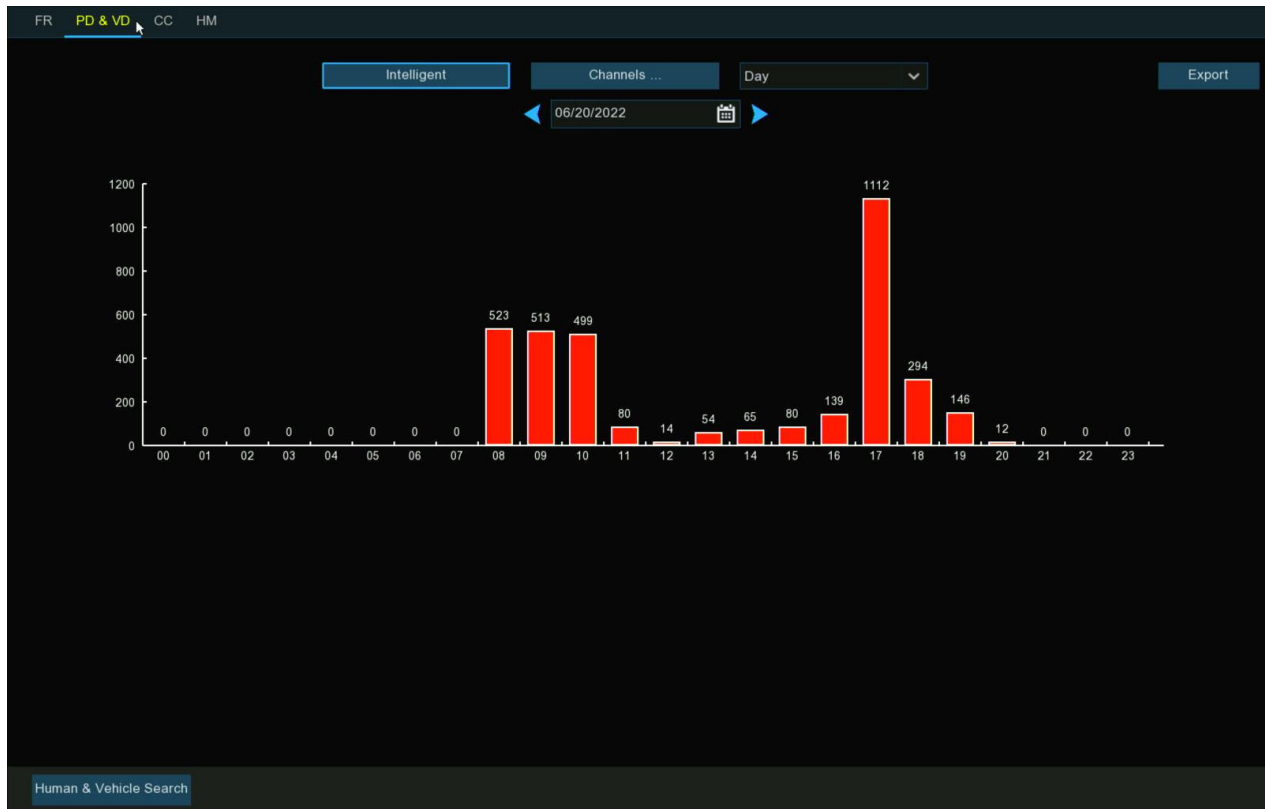 FR PD & VD CC HM
Intelligent Channels ... Day Export
06/20/2022
1200
1112
1000
800
600
523 513 499
400
294
200
139 146
80 14 54 65 80 12
0 0 0 0 0 0 0 0 0 0 0
0
00 01 02 03 04 05 06 07 08 09 10 11 12 13 14 15 16 17 18 19 20 21 22 23
Human & Vehicle Search